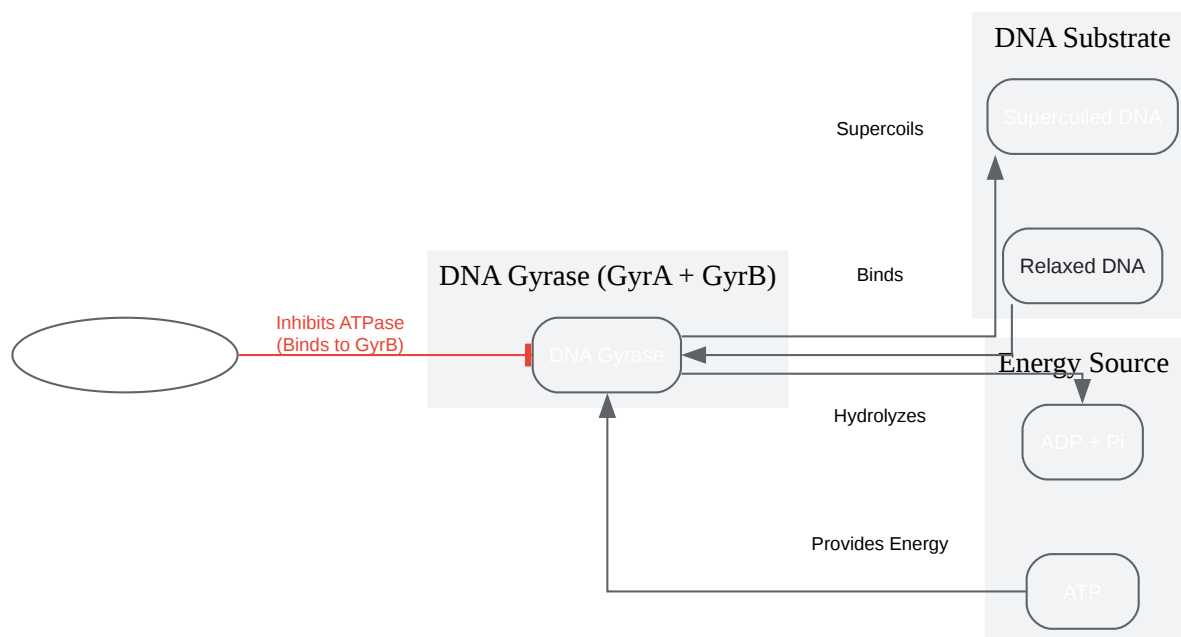 DNA Substrate
Supercoiled DNA
Supercoils
Relaxed DNA
Binds
DNA Gyrase (GyrA + GyrB)
Inhibits ATPase
(Binds to GyrB)
DNA Gyrase
Energy Source
Hydrolyzes
ADP + Pi
Provides Energy
ATP